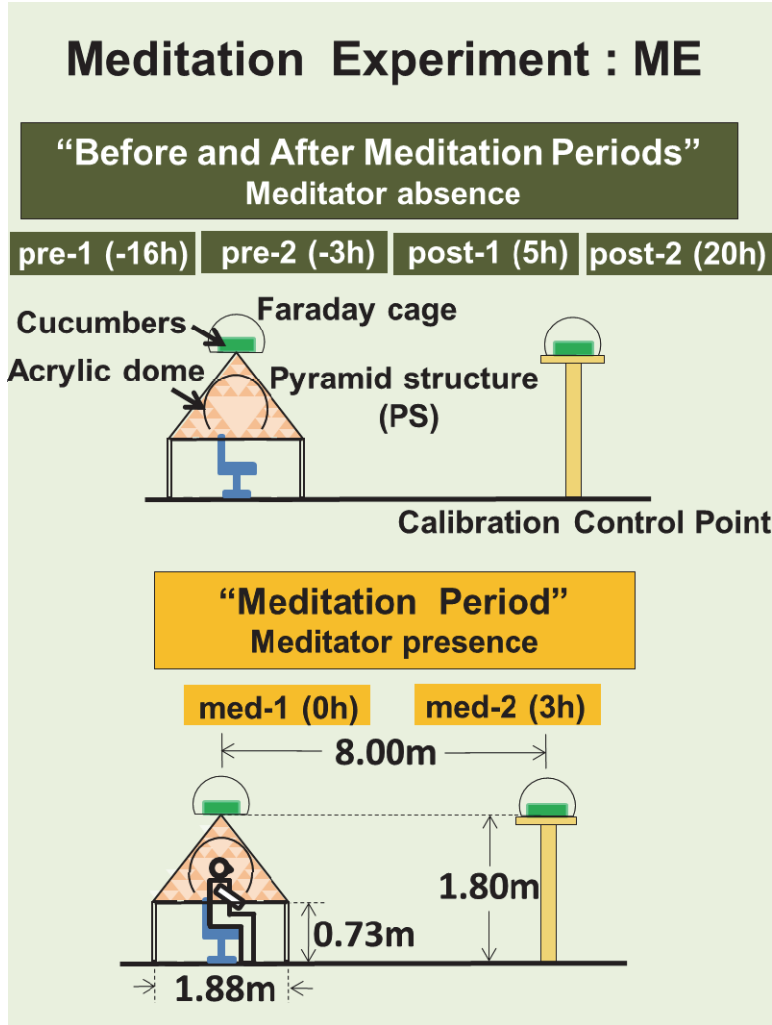 Meditation Experiment : ME
“Before and After Meditation Periods”
Meditator absence
pre-1 (-16h) pre-2 (-3h) post-1 (5h) post-2 (20h)
Faraday cage
Cucumbers
Acrylic dome
Pyramid structure
(PS)
Calibration Control Point
“Meditation Period”
Meditator presence
med-1 (0h) med-2 (3h)
8.00m
1.80m
0.73m
1.88m